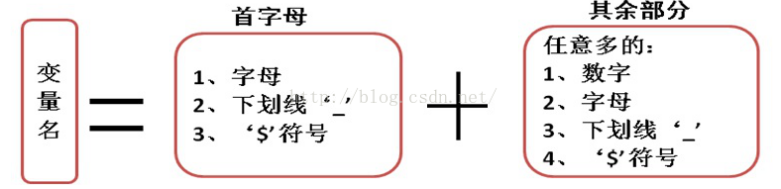 首字母
其余部分
变
量
名
=
1、字母
2、下划线‘_’
3、‘$’符号
+
任意多的：
1、数字
2、字母
3、下划线‘_’
4、‘$’符号
http://blog.csdn.net/